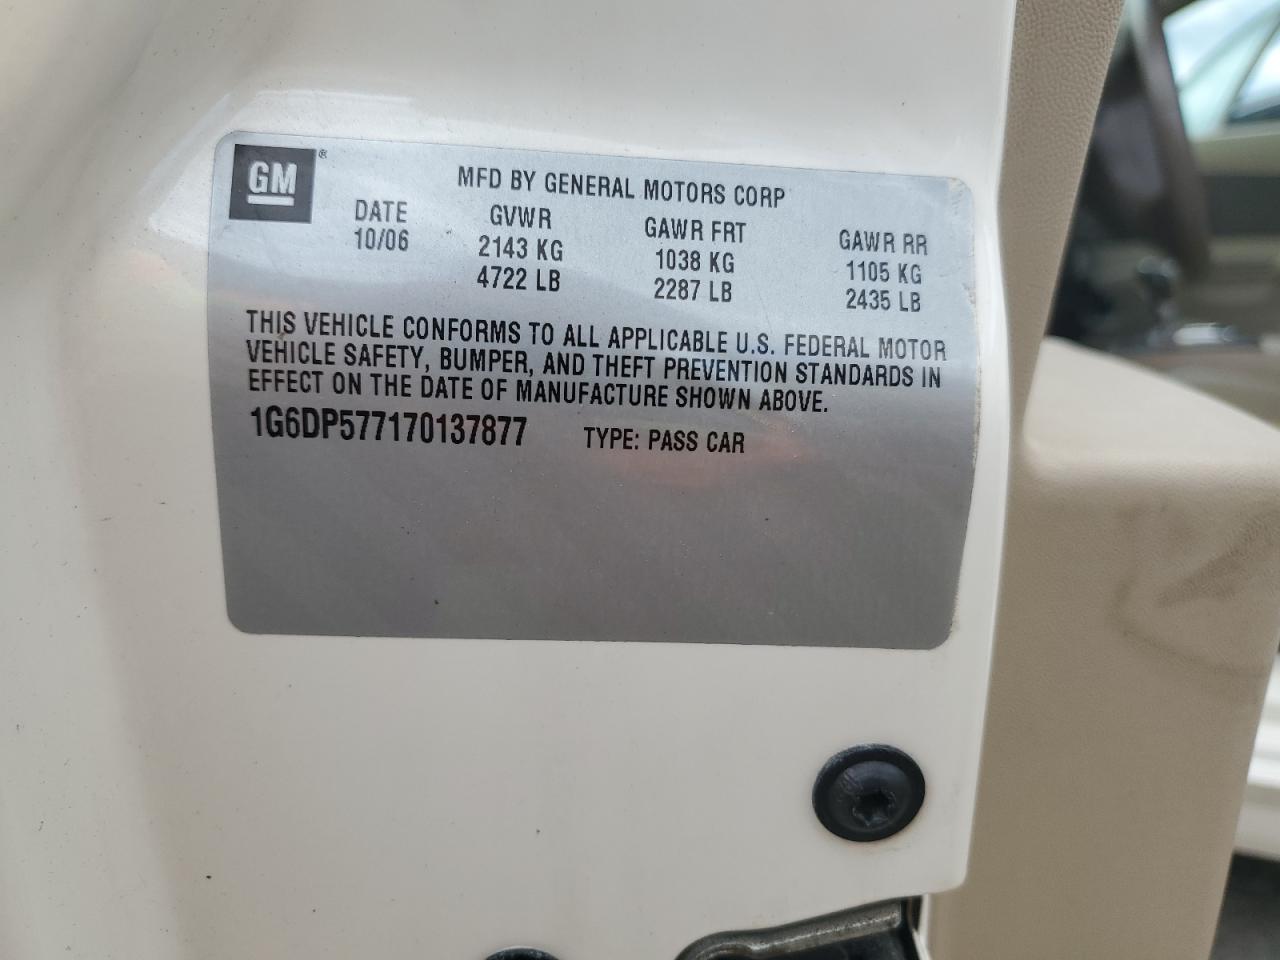 GM®
MFD BY GENERAL MOTORS CORP
DATE GVWR GAWR FRT GAWR RR
10/06 2143 KG 1038 KG 1105 KG
4722 LB 2287 LB 2435 LB
THIS VEHICLE CONFORMS TO ALL APPLICABLE U.S. FEDERAL MOTOR
VEHICLE SAFETY, BUMPER, AND THEFT PREVENTION STANDARDS IN
EFFECT ON THE DATE OF MANUFACTURE SHOWN ABOVE.
1G6DP577170137877 TYPE: PASS CAR